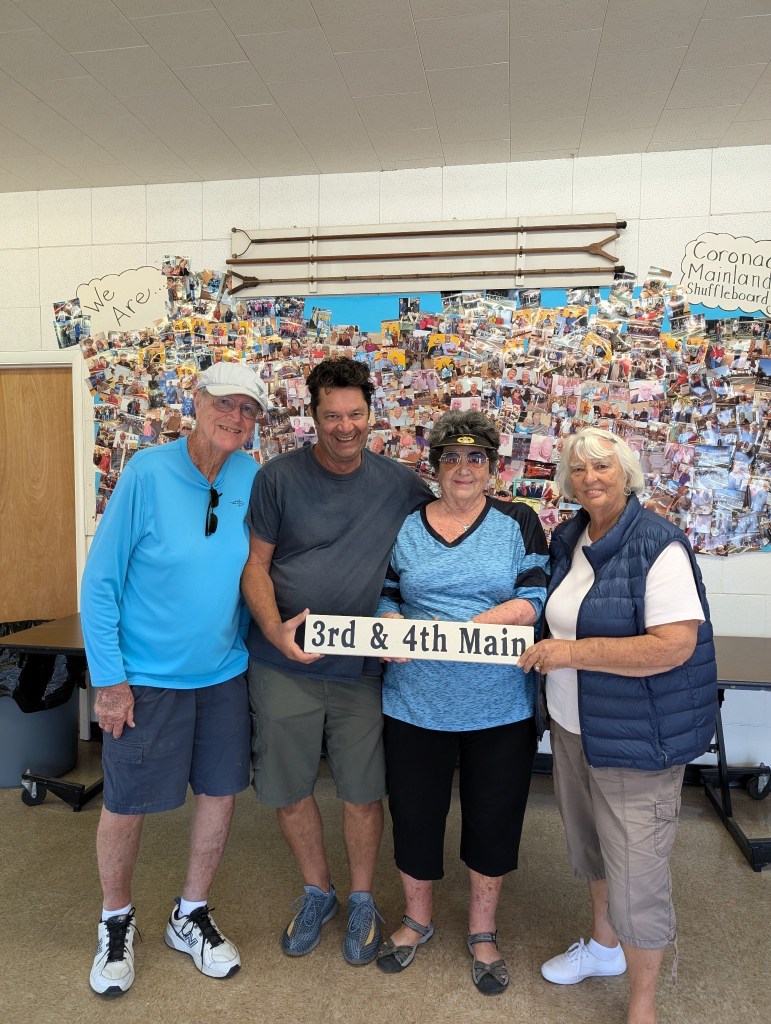 We
Are...
Coronado
Mainland
Shuffleboard
3rd & 4th Main